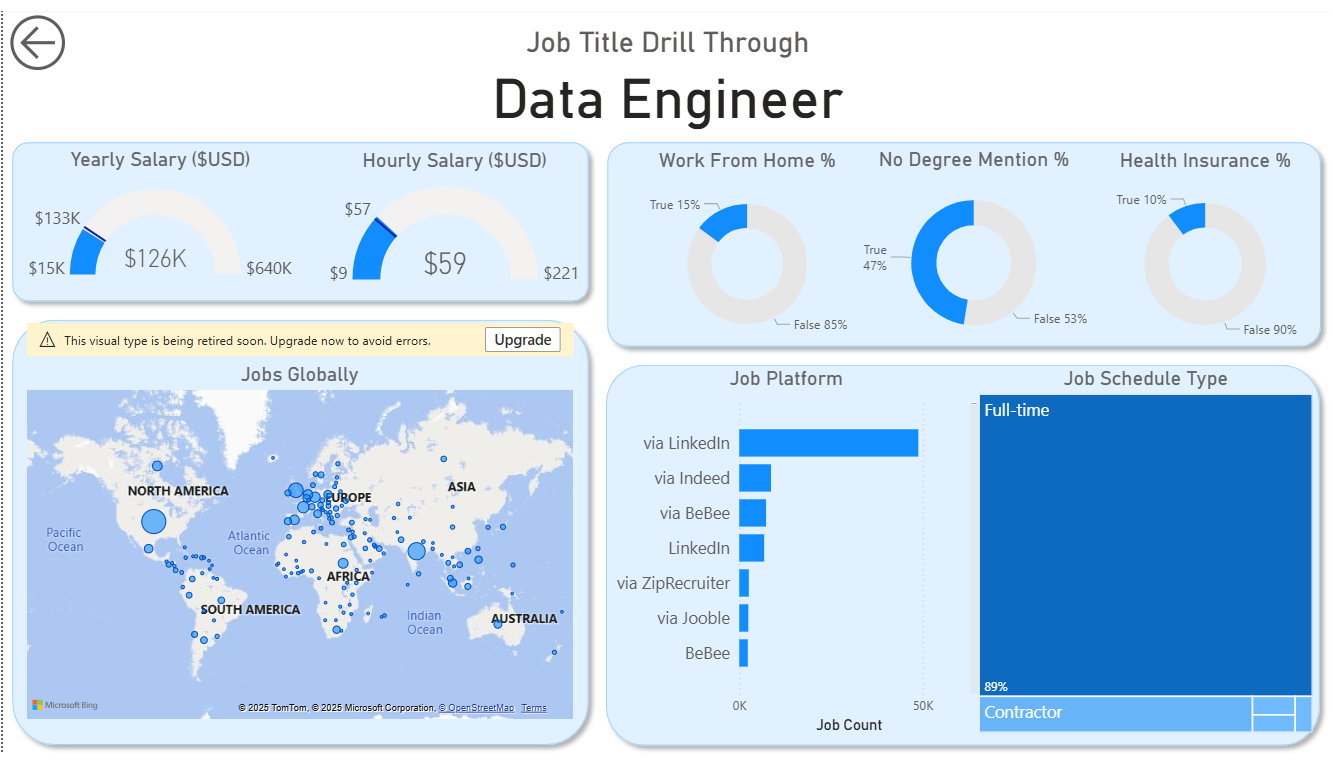 Job Title Drill Through
Data Engineer
Yearly Salary ($USD)
$133K
$15K
$126K
$640K
Hourly Salary ($USD)
$57
$9
$59
$221
Work From Home %
True 15%
False 85%
No Degree Mention %
True
47%
False 53%
Health Insurance %
True 10%
False 90%
This visual type is being retired soon. Upgrade now to avoid errors.
Upgrade
Jobs Globally
NORTH AMERICA
EUROPE
ASIA
Pacific
Ocean
Atlantic
Ocean
AFRICA
SOUTH AMERICA
Indian
Ocean
AUSTRALIA
Microsoft Bing
© 2025 TomTom, © 2025 Microsoft Corporation, © OpenStreetMap Terms
Job Platform
via LinkedIn
via Indeed
via BeBee
LinkedIn
via ZipRecruiter
via Jooble
BeBee
0K
50K
Job Count
Job Schedule Type
Full-time
89%
Contractor